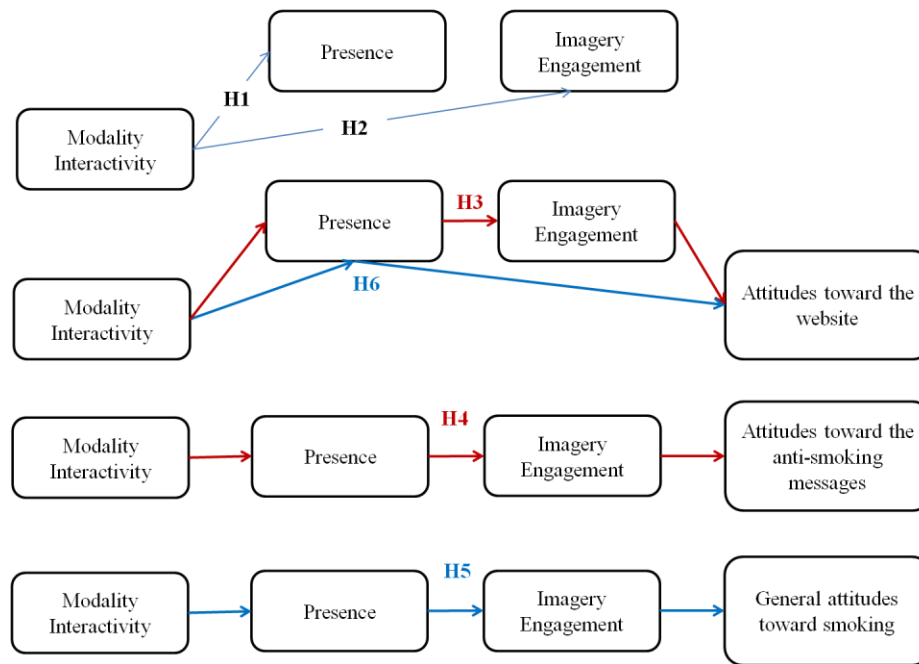 Presence
Imagery
Engagement
H1
H2
Modality
Interactivity
H3
Presence
Imagery
Engagement
H6
Modality
Interactivity
Attitudes toward the
website
H4
Modality
Interactivity
Presence
Imagery
Engagement
Attitudes toward the
anti-smoking
messages
H5
Modality
Interactivity
Presence
Imagery
Engagement
General attitudes
toward smoking